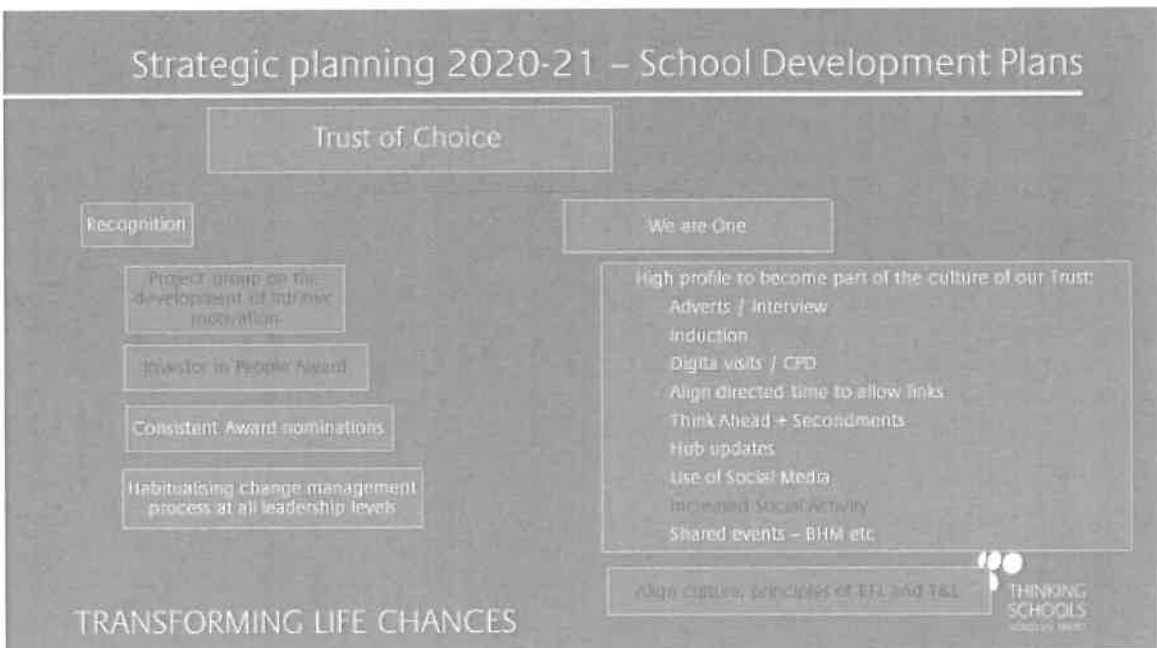 Strategic planning 2020-21 – School Development Plans
Trust of Choice
Recognition
Project group on the
development of intrinsic
motivation.
Investor in People Award
Consistent Award nominations
Habitualising change management
process at all leadership levels
We are One
High profile to become part of the culture of our Trust:
Adverts / Interview
Induction
Digita visits / CPD
Align directed time to allow links
Think Ahead + Secondments
Hub updates
Use of Social Media
Increased Social Activity
Shared events – BHM etc
Align culture, principles of BFL and T&L
TRANSFORMING LIFE CHANCES
THINKING
SCHOOLS
ACADEMY TRUST